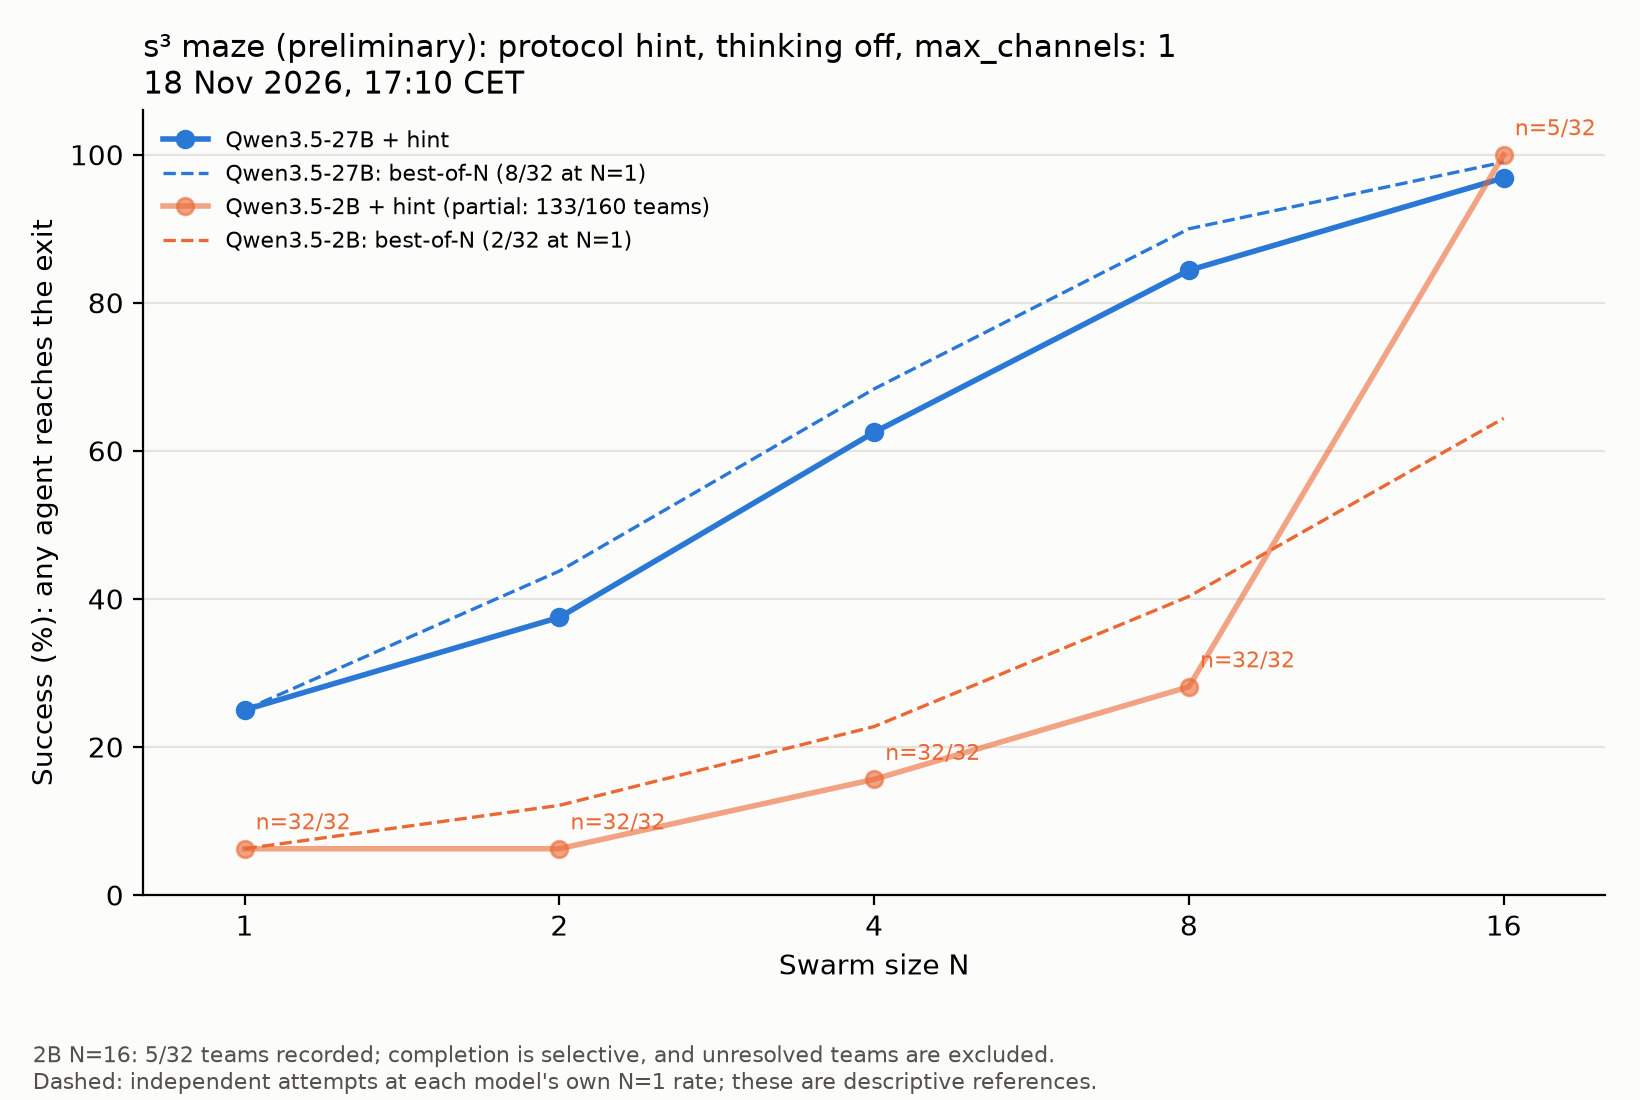 s³ maze (preliminary): protocol hint, thinking off, max_channels: 1
18 Nov 2026, 17:10 CET
Qwen3.5-27B + hint
Qwen3.5-27B: best-of-N (8/32 at N=1)
Qwen3.5-2B + hint (partial: 133/160 teams)
Qwen3.5-2B: best-of-N (2/32 at N=1)
Success (%): any agent reaches the exit
100
80
60
40
20
0
n=5/32
n=32/32
n=32/32
n=32/32
n=32/32
1
2
4
8
16
Swarm size N
2B N=16: 5/32 teams recorded; completion is selective, and unresolved teams are excluded.
Dashed: independent attempts at each model's own N=1 rate; these are descriptive references.